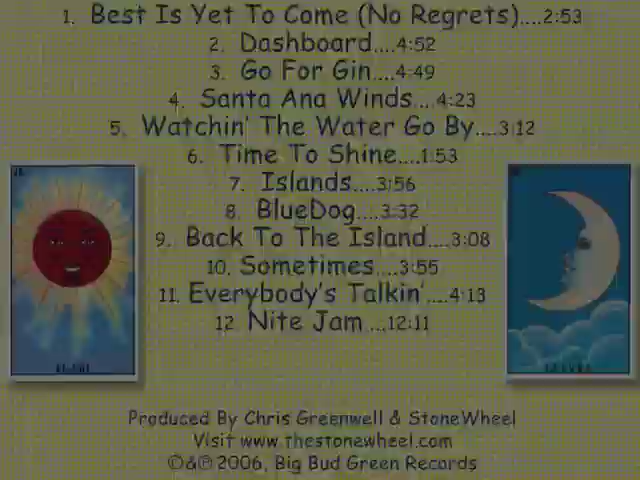 1. Best Is Yet To Come (No Regrets)....2:53
2. Dashboard....4:52
3. Go For Gin....4:49
4. Santa Ana Winds....4:23
5. Watchin' The Water Go By....3:12
6. Time To Shine....1:53
7. Islands....3:56
8. BlueDog....3:32
9. Back To The Island....3:08
10. Sometimes....3:55
11. Everybody's Talkin'....4:13
12. Nite Jam ...12:11
Produced By Chris Greenwell & StoneWheel
Visit www.thestonewheel.com
©&℗ 2006, Big Bud Green Records